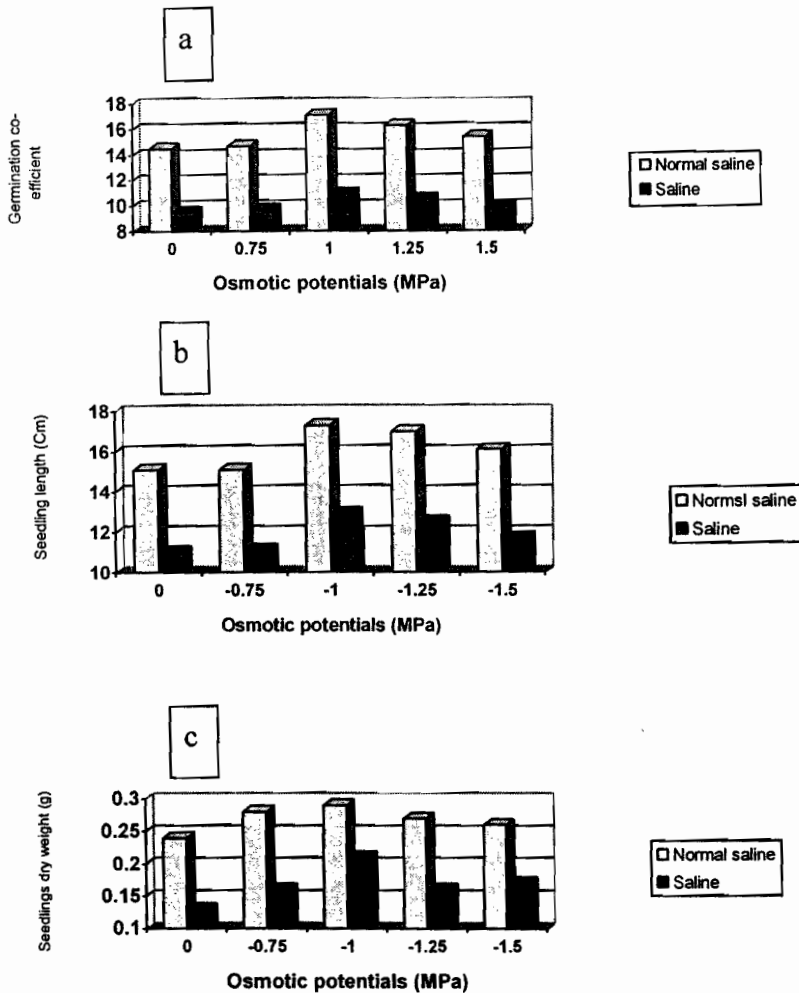 a
Germination co-
efficient
18
16
14
12
10
8
0 0.75 1 1.25 1.5
Osmotic potentials (MPa)
Normal saline
Saline
b
Seedling length (Cm)
18
16
14
12
10
0 -0.75 -1 -1.25 -1.5
Osmotic potentials (MPa)
Normsl saline
Saline
c
Seedlings dry weight (g)
0.3
0.25
0.2
0.15
0.1
0 -0.75 -1 -1.25 -1.5
Osmotic potentials (MPa)
Normal saline
Saline